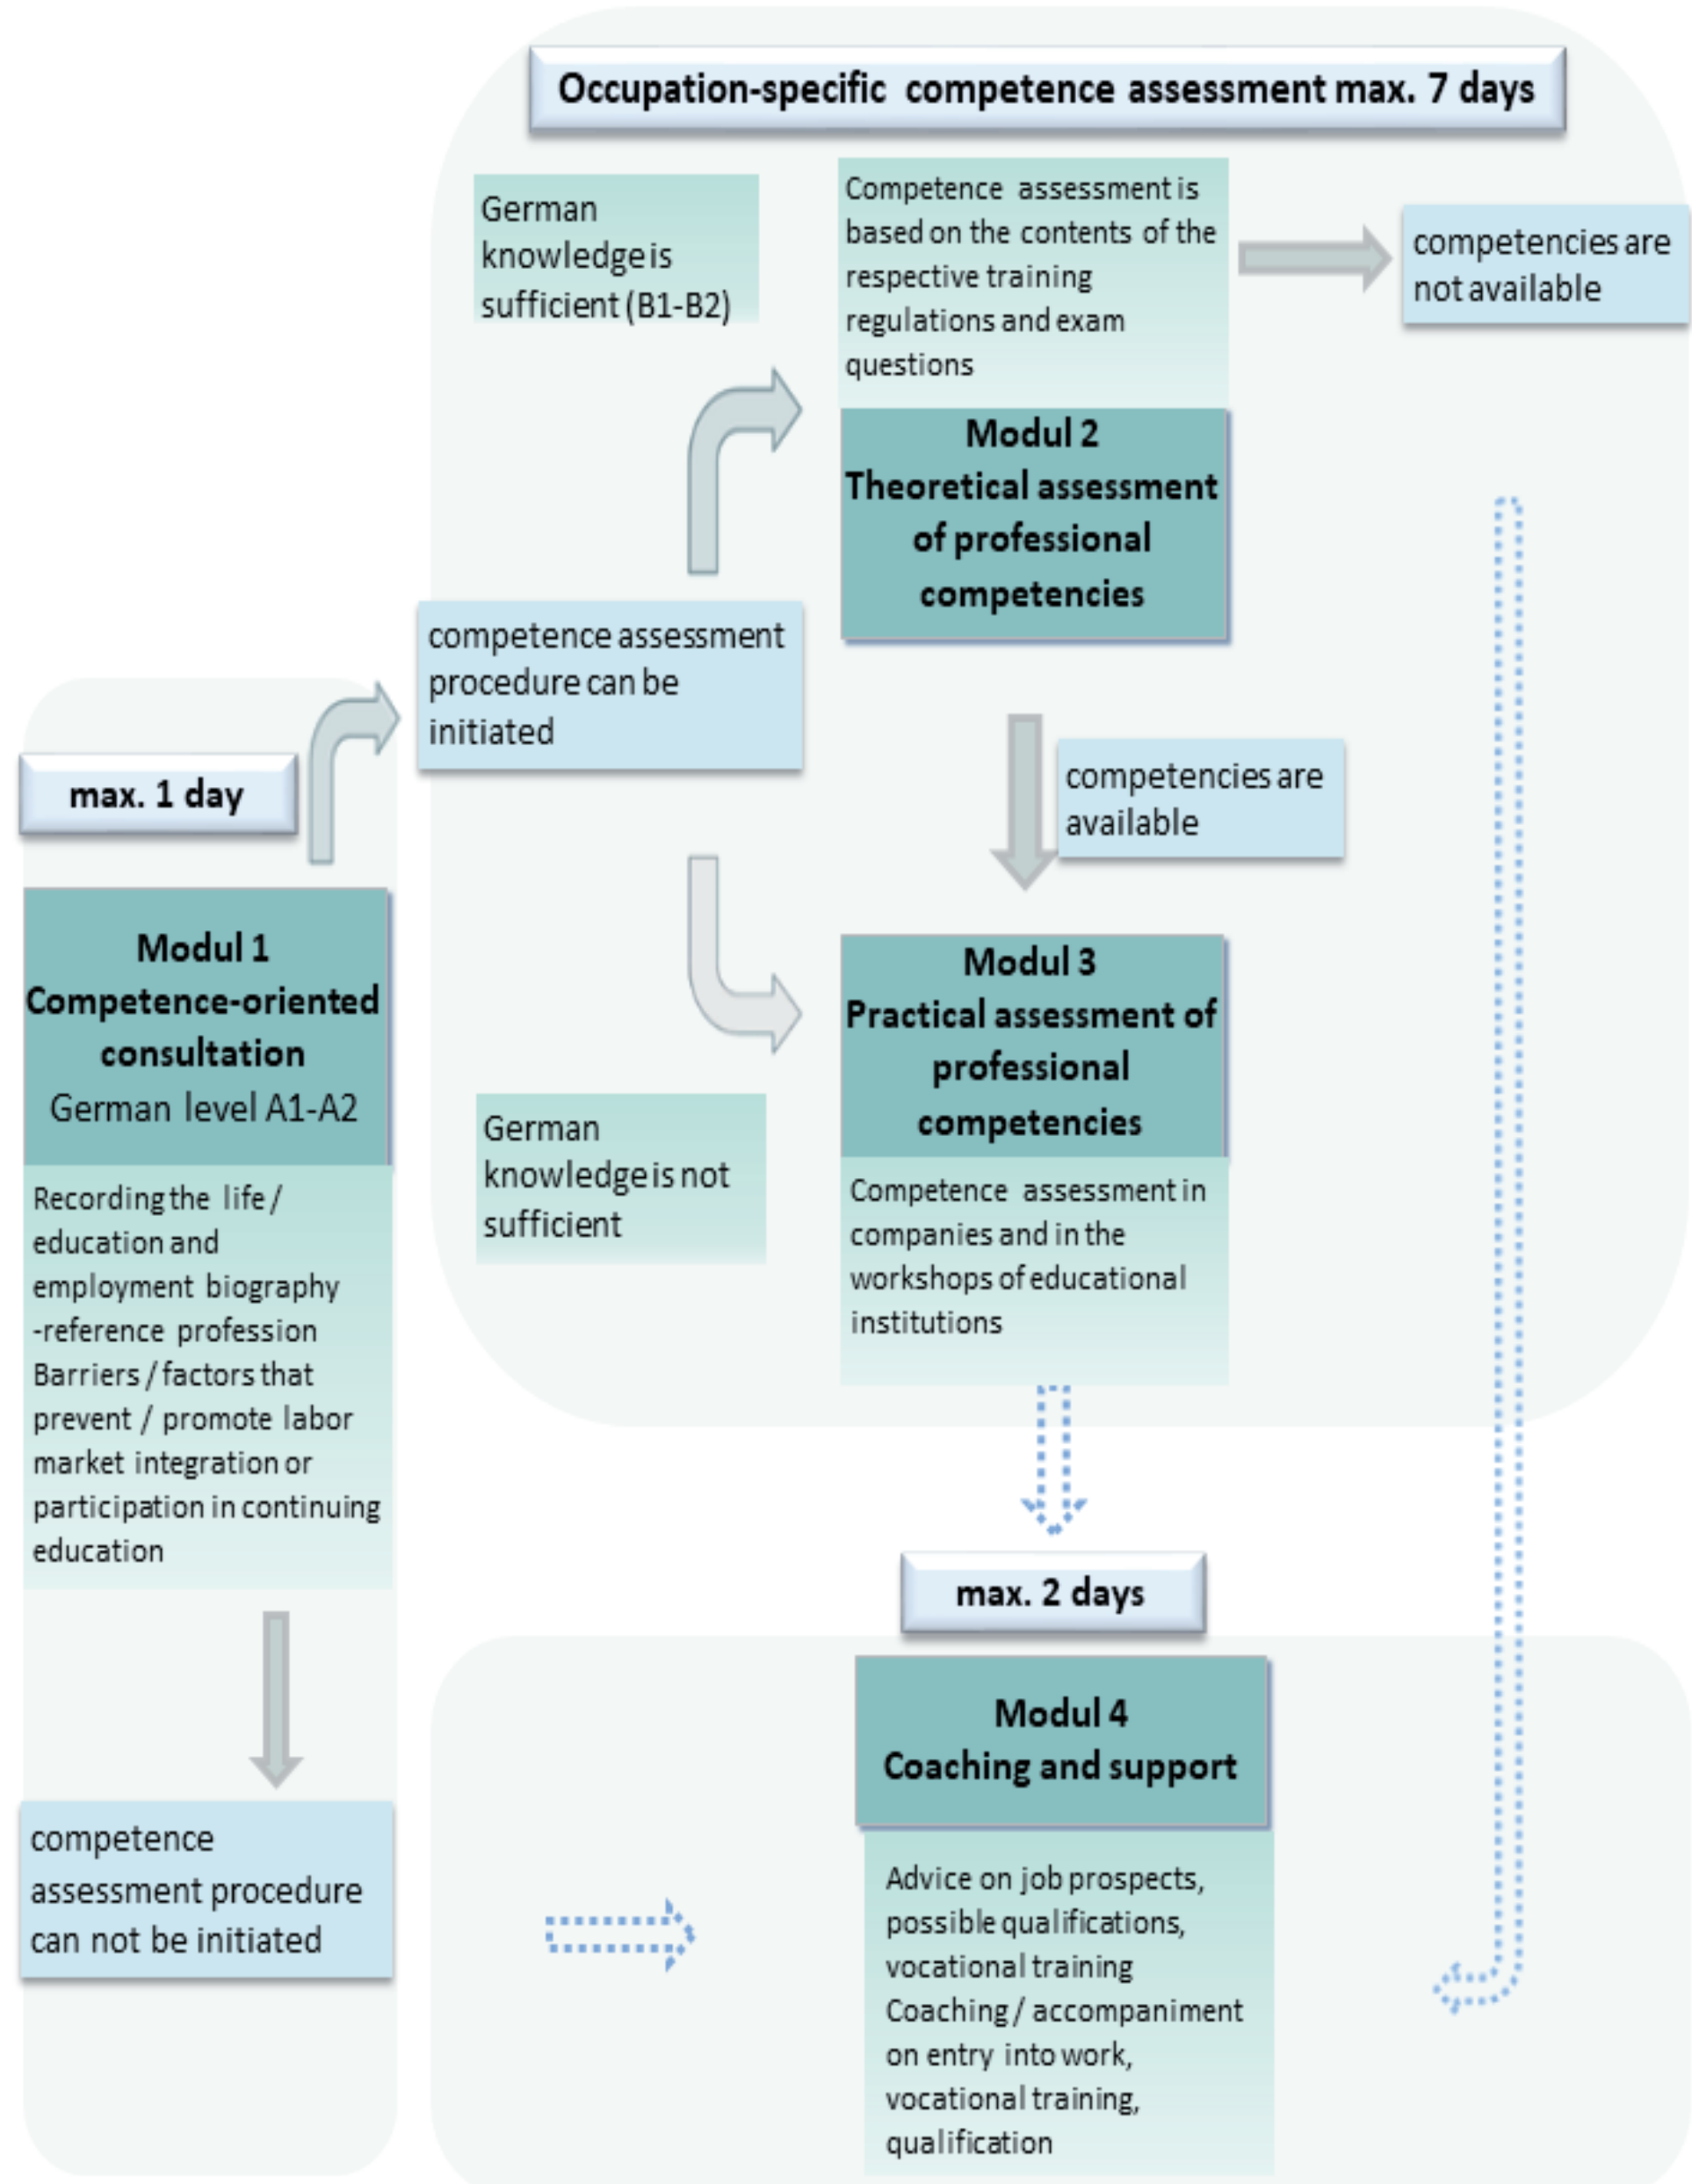 Occupation-specific competence assessment max. 7 days
German
knowledge is
sufficient (B1-B2)
Competence assessment is
based on the contents of the
respective training
regulations and exam
questions
competencies are
not available
Modul 2
Theoretical assessment
of professional
competencies
competence assessment
procedure can be
initiated
max. 1 day
competencies are
available
Modul 1
Competence-oriented
consultation
German level A1-A2
Recording the life /
education and
employment biography
-reference profession
Barriers / factors that
prevent / promote labor
market integration or
participation in continuing
education
Modul 3
Practical assessment of
professional
competencies
German
knowledge is not
sufficient
Competence assessment in
companies and in the
workshops of educational
institutions
max. 2 days
Modul 4
Coaching and support
competence
assessment procedure
can not be initiated
Advice on job prospects,
possible qualifications,
vocational training
Coaching / accompaniment
on entry into work,
vocational training,
qualification